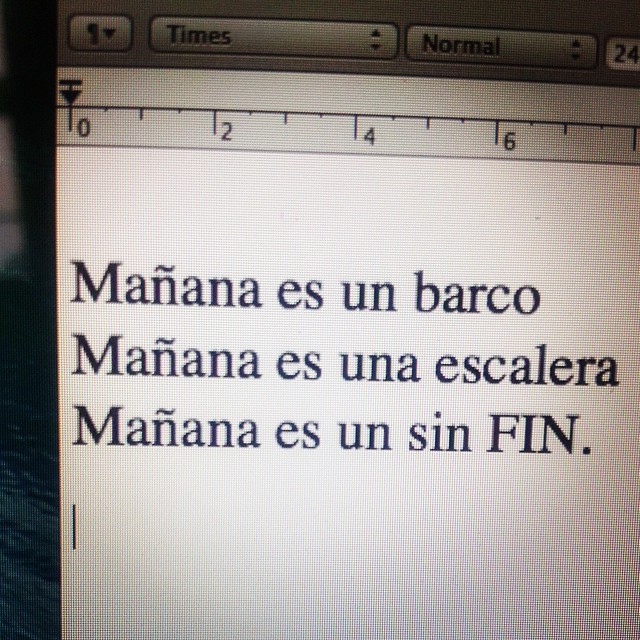 Times Normal 24
0 2 4 6
Mañana es un barco
Mañana es una escalera
Mañana es un sin FIN.